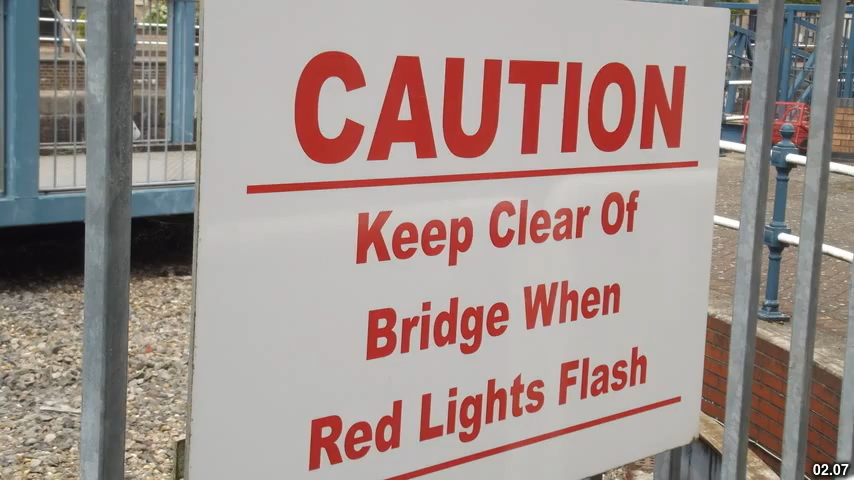 CAUTION
Keep Clear Of
Bridge When
Red Lights Flash
02.07